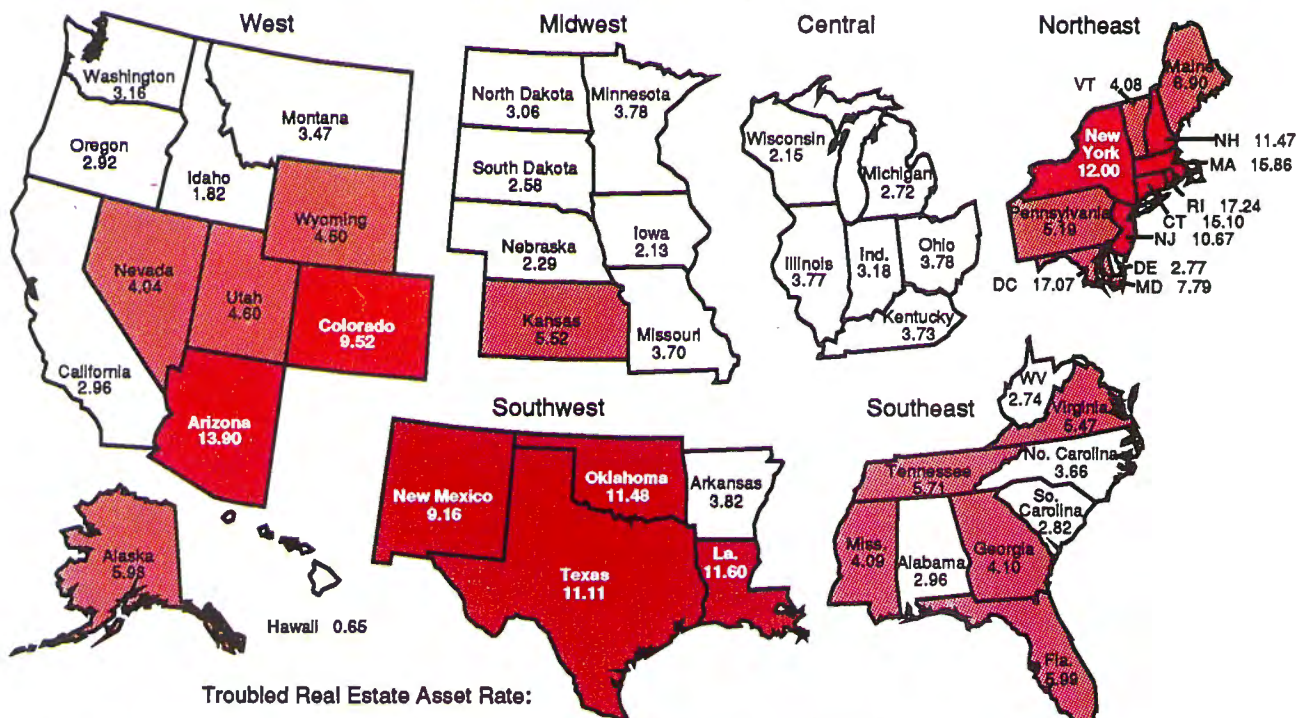 West
Washington
3.16
Oregon
2.92
Idaho
1.82
Montana
3.47
Wyoming
4.60
Nevada
4.04
Utah
4.60
Colorado
9.52
California
2.96
Arizona
13.90
Alaska
5.98
Hawaii 0.65
Midwest
North Dakota
3.06
Minnesota
3.78
South Dakota
2.58
Nebraska
2.29
Iowa
2.13
Kansas
5.52
Missouri
3.70
Central
Wisconsin
2.15
Michigan
2.72
Illinois
3.77
Ind.
3.18
Ohio
3.78
Kentucky
3.73
Northeast
Maine
6.90
VT 4.08
New
York
12.00
NH 11.47
MA 15.86
RI 17.24
CT 15.10
NJ 10.67
Pennsylvania
5.19
DE 2.77
MD 7.79
DC 17.07
Southwest
New Mexico
9.16
Oklahoma
11.48
Arkansas
3.82
Texas
11.11
La.
11.60
Southeast
WV
2.74
Virginia
5.47
No. Carolina
3.66
Tennessee
5.71
So.
Carolina
2.82
Miss.
4.09
Alabama
2.96
Georgia
4.10
Fla.
5.99
Troubled Real Estate Asset Rate: